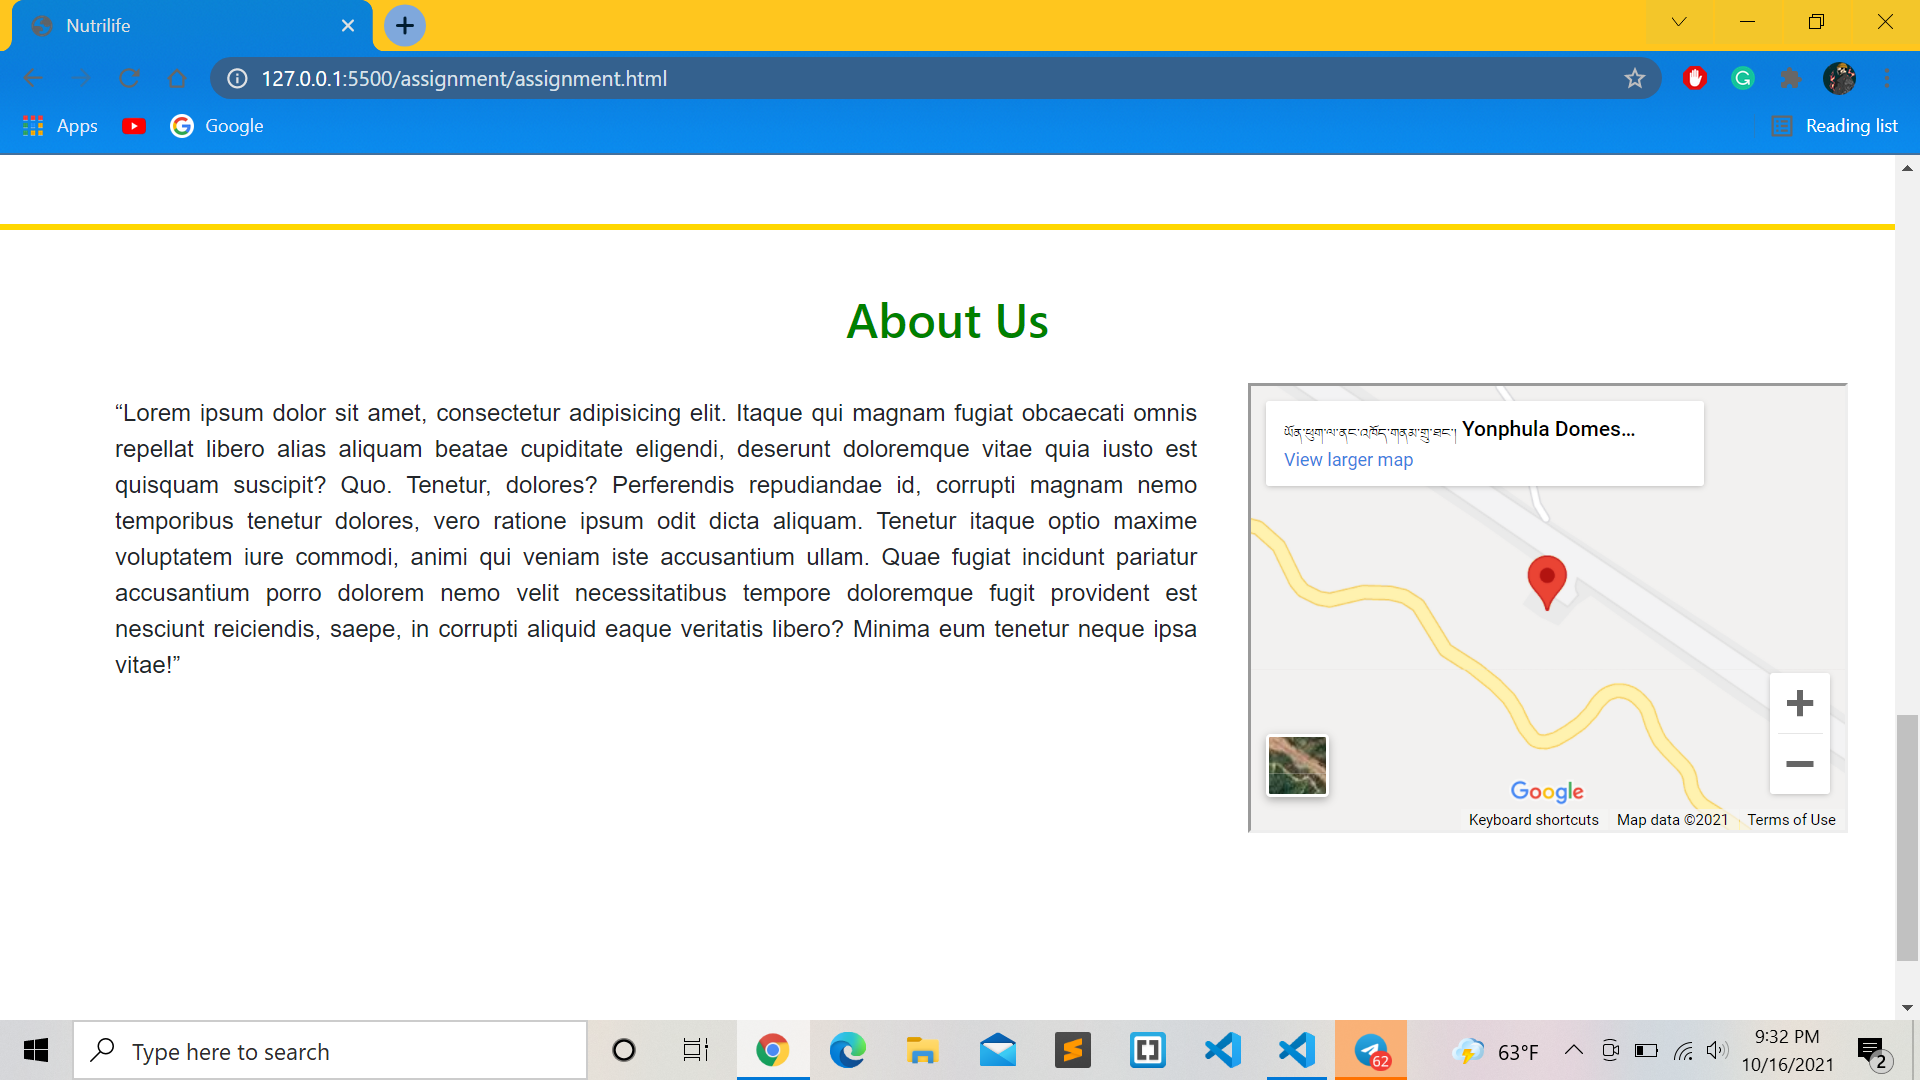 Nutrilife
127.0.0.1:5500/assignment/assignment.html
Apps
Google
Reading list
About Us
“Lorem ipsum dolor sit amet, consectetur adipisicing elit. Itaque qui magnam fugiat obcaecati omnis
repellat libero alias aliquam beatae cupiditate eligendi, deserunt doloremque vitae quia iusto est
quisquam suscipit? Quo. Tenetur, dolores? Perferendis repudiandae id, corrupti magnam nemo
temporibus tenetur dolores, vero ratione ipsum odit dicta aliquam. Tenetur itaque optio maxime
voluptatem iure commodi, animi qui veniam iste accusantium ullam. Quae fugiat incidunt pariatur
accusantium porro dolorem nemo velit necessitatibus tempore doloremque fugit provident est
nesciunt reiciendis, saepe, in corrupti aliquid eaque veritatis libero? Minima eum tenetur neque ipsa
vitae!”
ཡོན་ཕུག་ལ་ནང་འཁོད་གནམ་གྲུ་ཐང་། Yonphula Domes...
View larger map
Google
Keyboard shortcuts
Map data ©2021
Terms of Use
Type here to search
62
63°F
9:32 PM
10/16/2021
2